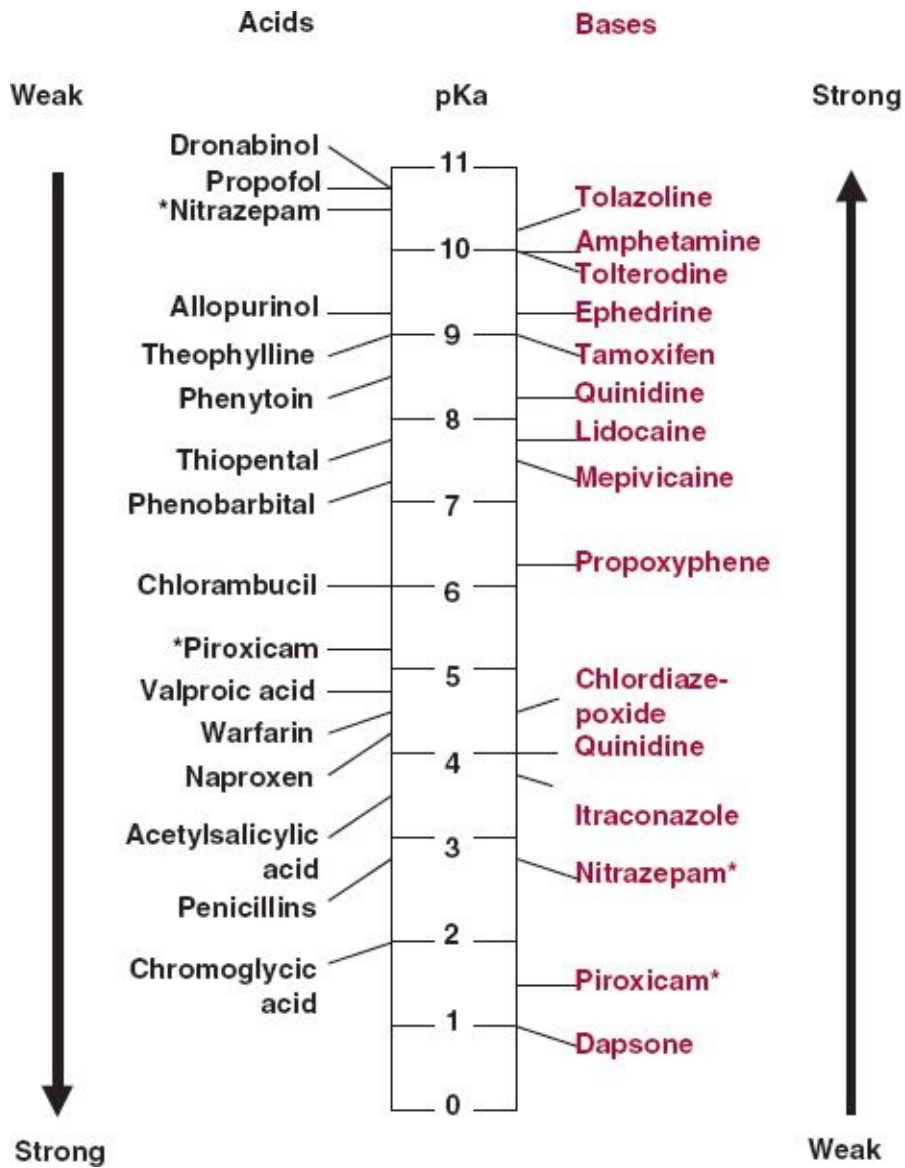 Acids
Bases
Weak
pKa
Strong
Dronabinol
Propofol
*Nitrazepam
Allopurinol
Theophylline
Phenytoin
Thiopental
Phenobarbital
Chlorambucil
*Piroxicam
Valproic acid
Warfarin
Naproxen
Acetylsalicylic
acid
Penicillins
Chromoglycic
acid
11
10
9
8
7
6
5
4
3
2
1
0
Tolazoline
Amphetamine
Tolterodine
Ephedrine
Tamoxifen
Quinidine
Lidocaine
Mepivicaine
Propoxyphene
Chlordiaze-
poxide
Quinidine
Itraconazole
Nitrazepam*
Piroxicam*
Dapsone
Strong
Weak